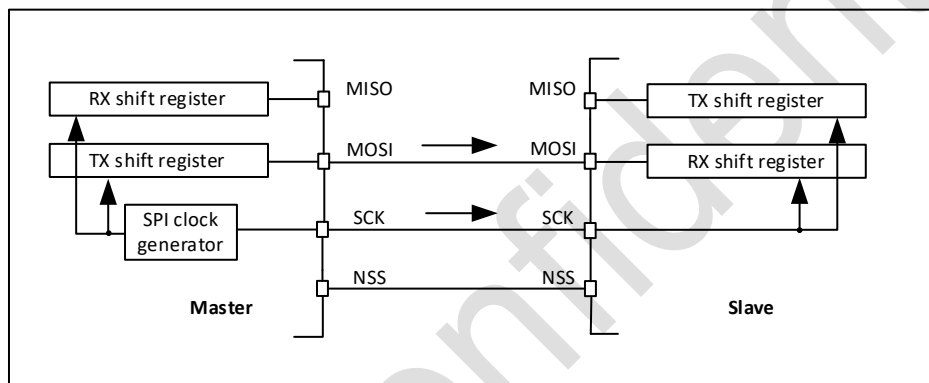 MISO
MISO
RX shift register
TX shift register
MOSI
MOSI
TX shift register
RX shift register
SPI clock
generator
SCK
SCK
NSS
NSS
Master
Slave